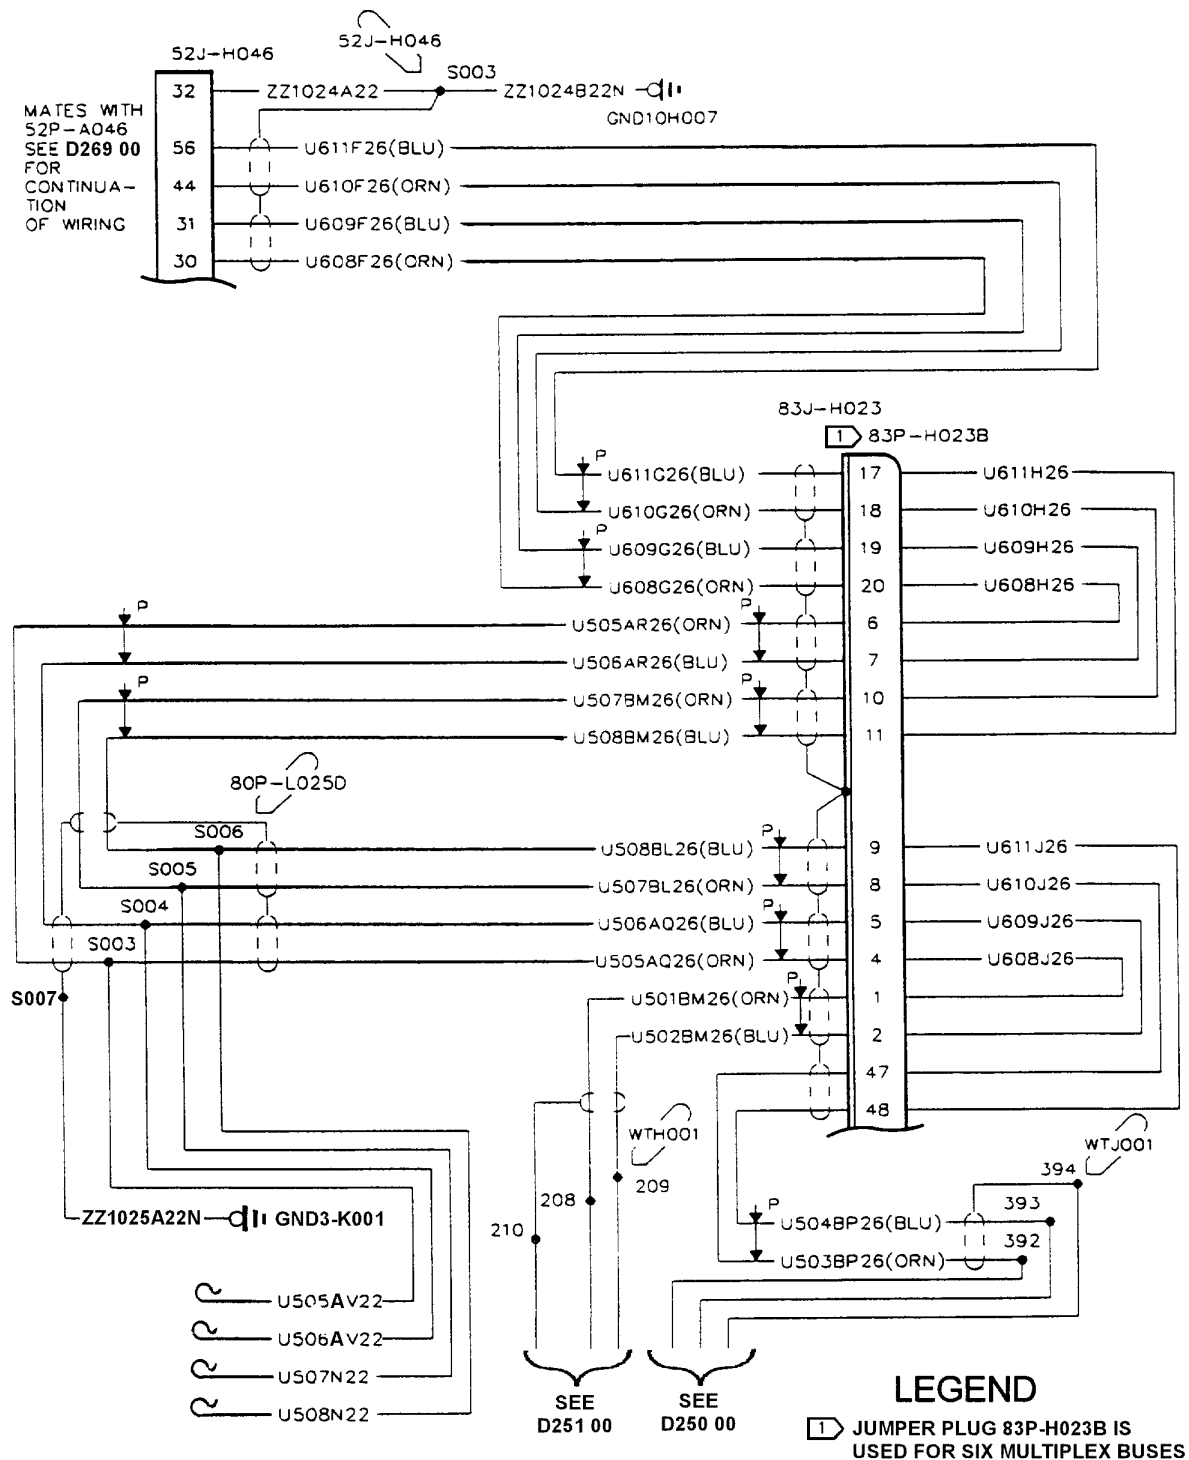 52J-H046
52J-H046
S003
32
ZZ1024A22
ZZ1024B22N
GND10H007
MATES WITH
52P-A046
SEE D269 00
FOR
CONTINUA-
TION
OF WIRING
56
U611F26(BLU)
44
U610F26(ORN)
31
U609F26(BLU)
30
U608F26(ORN)
83J-H023
1
83P-H023B
P
U611G26(BLU)
17
U611H26
U610G26(ORN)
18
U610H26
P
U609G26(BLU)
19
U609H26
U608G26(ORN)
20
U608H26
P
U505AR26(ORN)
P
6
U506AR26(BLU)
7
P
U507BM26(ORN)
P
10
U508BM26(BLU)
11
80P-L025D
S006
U508BL26(BLU)
P
9
U611J26
S005
U507BL26(ORN)
8
U610J26
S004
U506AQ26(BLU)
P
5
U609J26
S003
U505AQ26(ORN)
4
U608J26
S007
U501BM26(ORN)
P
1
U502BM26(BLU)
2
47
48
WTH001
WTJ001
394
208
209
393
210
P
U504BP26(BLU)
392
U503BP26(ORN)
ZZ1025A22N
GND3-K001
U505AV22
U506AV22
U507N22
U508N22
SEE
D251 00
SEE
D250 00
LEGEND
1
JUMPER PLUG 83P-H023B IS
USED FOR SIX MULTIPLEX BUSES